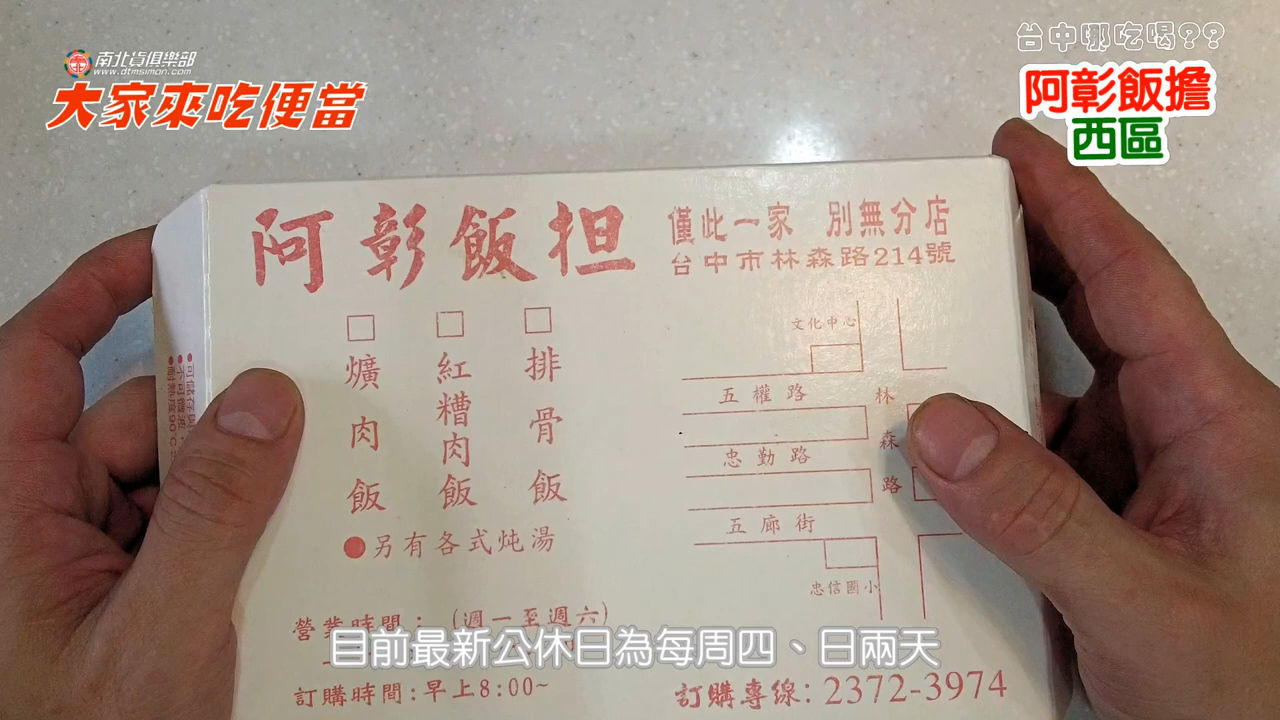 南北貨俱樂部
www.dtmsimon.com
大家來吃便當
台中哪吃喝??
阿彰飯擔
西區
阿彰飯担
僅此一家 別無分店
台中市林森路214號
□爌肉飯
□紅糟肉飯
□排骨飯
●另有各式炖湯
文化中心
五權路
林森路
忠勤路
五廊街
忠信國小
營業時間：(週一至週六)
目前最新公休日為每周四、日兩天
訂購時間:早上8:00~
訂購專線: 2372-3974